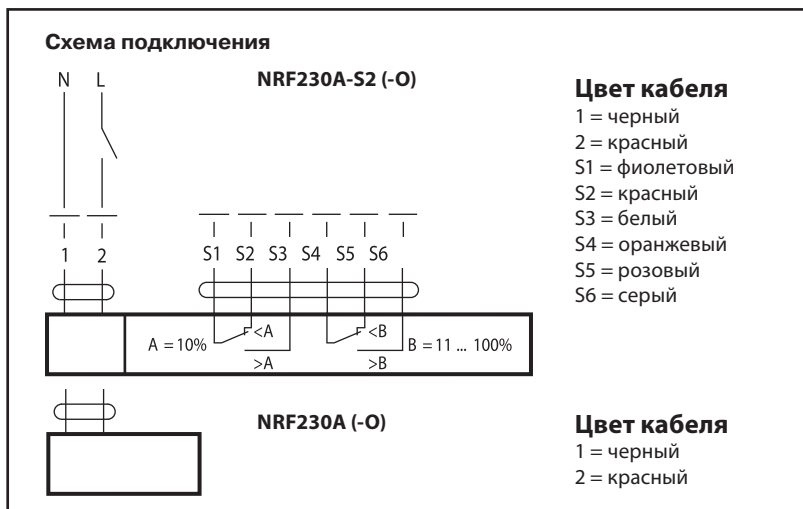 Схема подключения
N L
NRF230A-S2 (-O)
1 2
S1 S2 S3 S4 S5 S6
A = 10%
<A
>A
<B
>B
B = 11 ... 100%
Цвет кабеля
1 = черный
2 = красный
S1 = фиолетовый
S2 = красный
S3 = белый
S4 = оранжевый
S5 = розовый
S6 = серый
NRF230A (-O)
Цвет кабеля
1 = черный
2 = красный